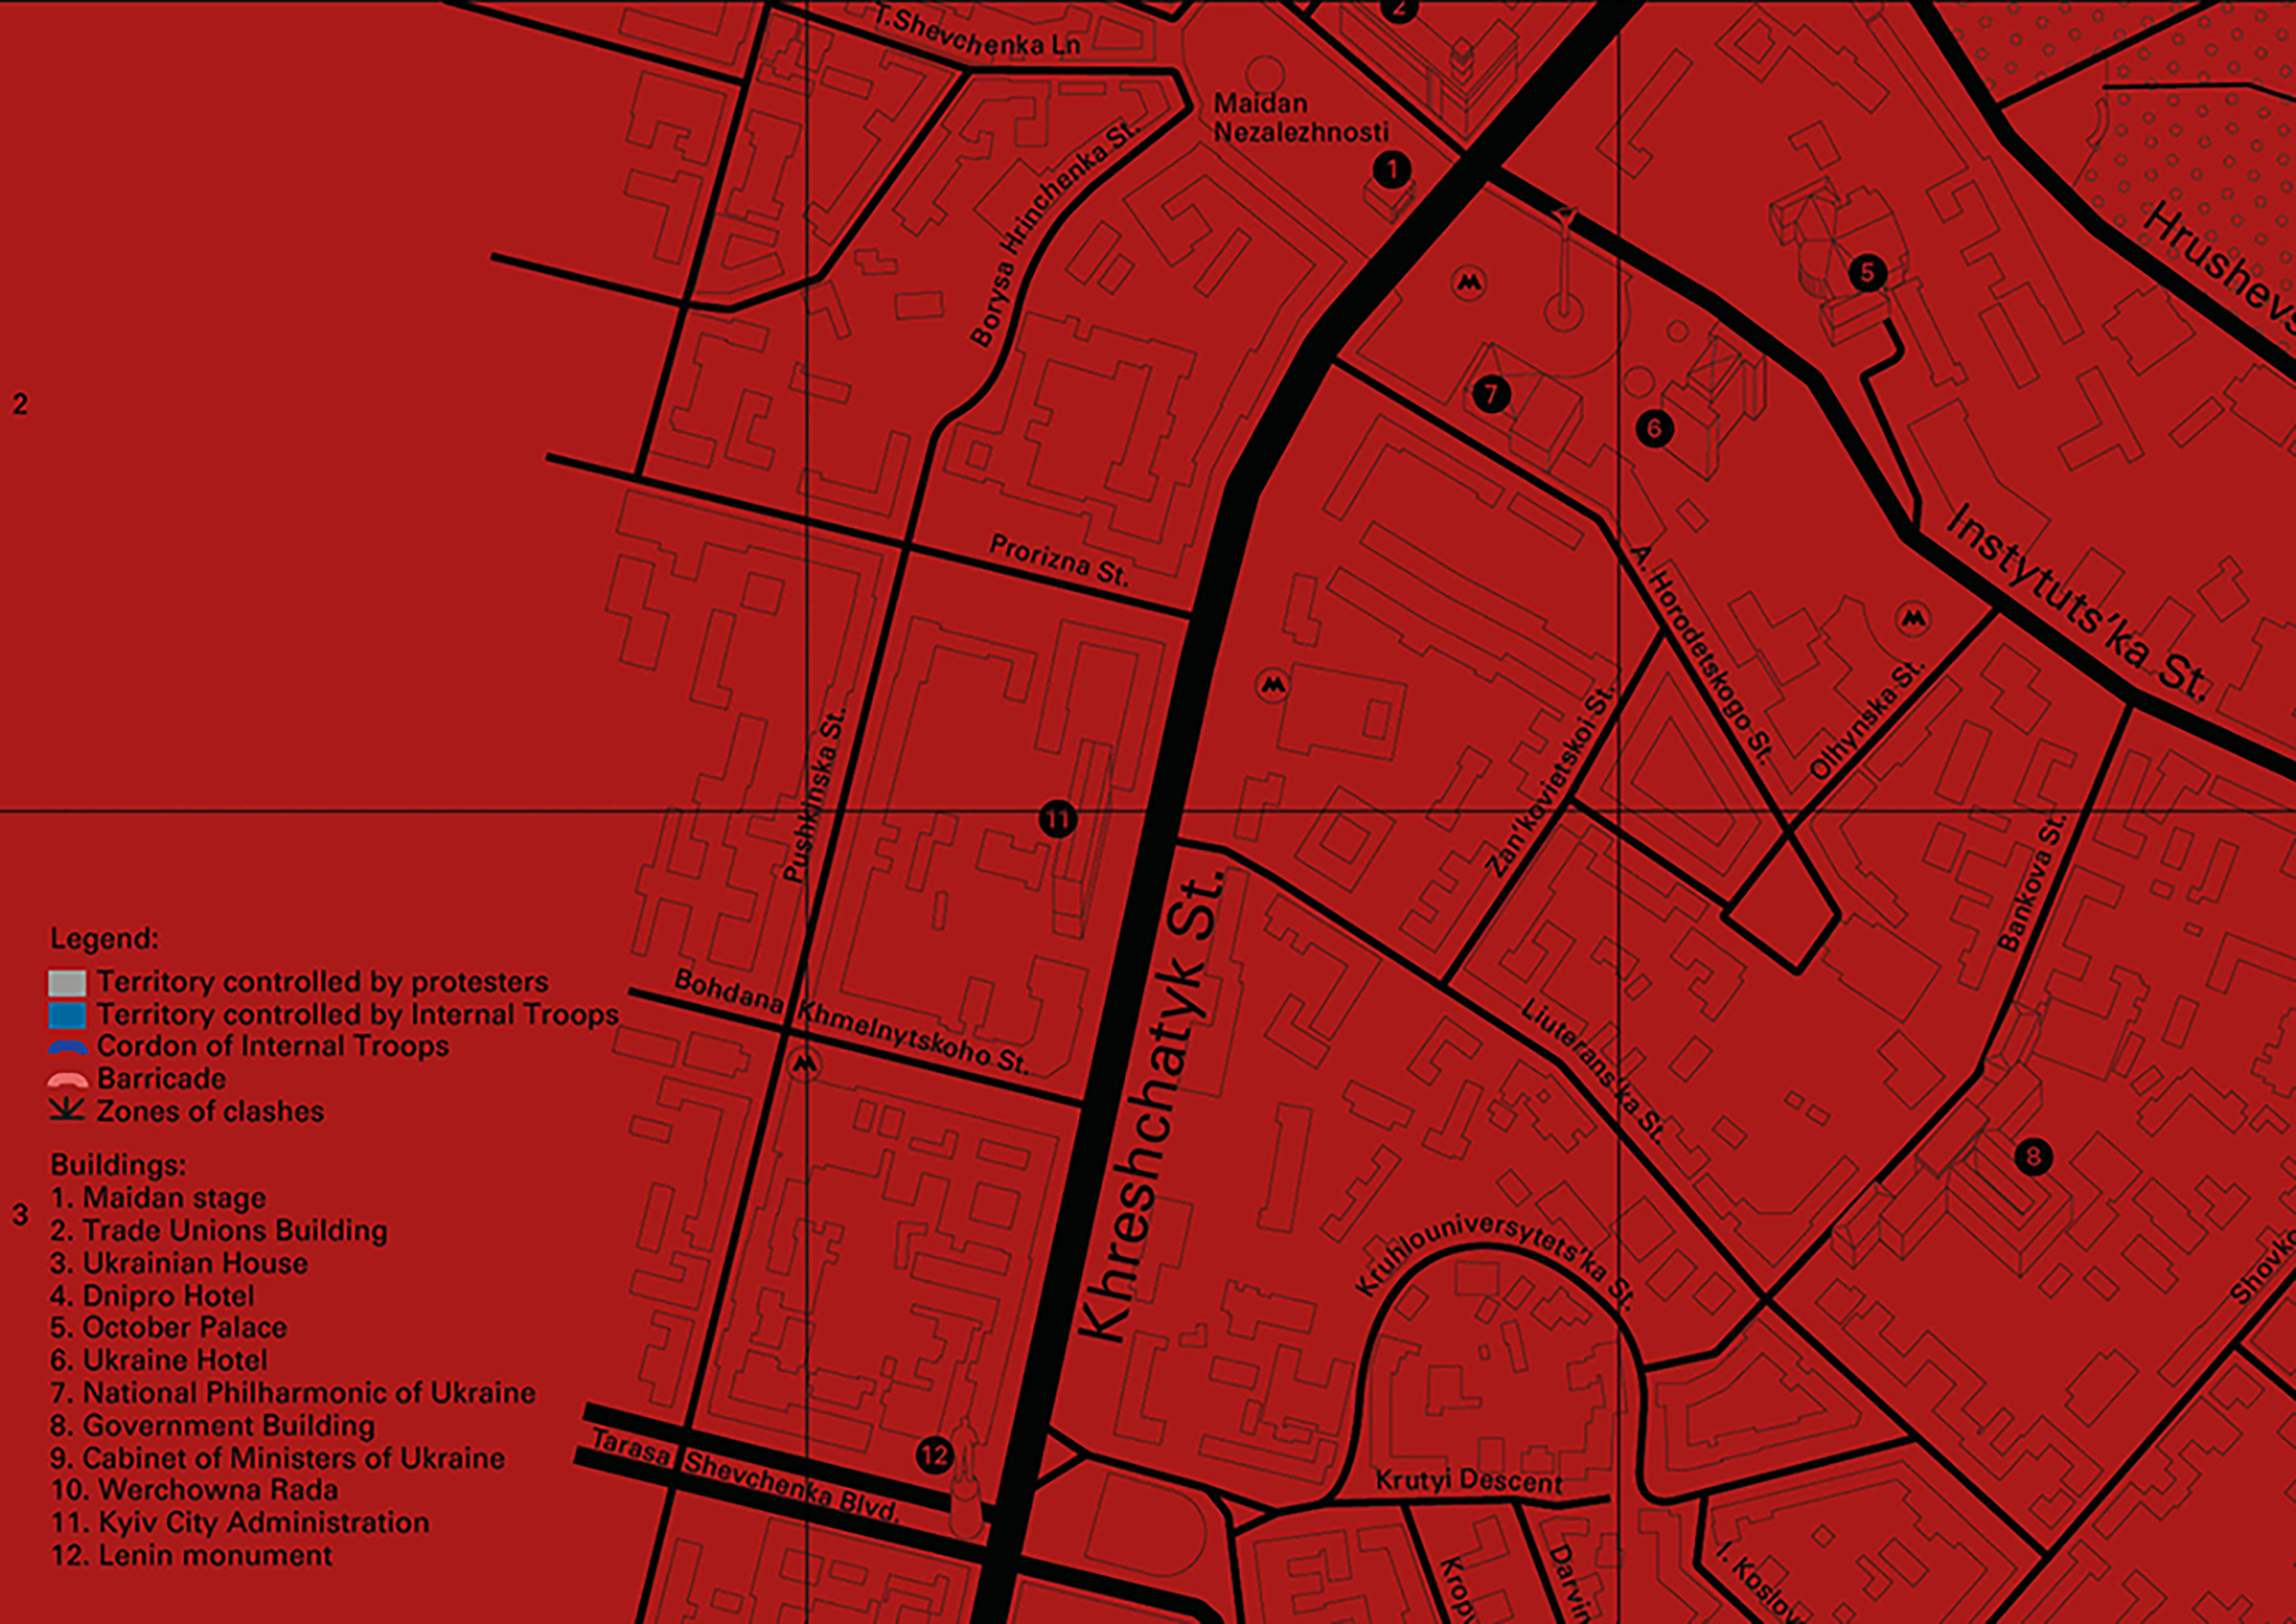 T.Shevchenka Ln
2
Maidan
Nezalezhnosti
1
Borysa Hrinchenka St.
5
7
6
2
Prorizna St.
A. Horodets'kogo St.
Instytuts'ka St.
Zan'kovietskoi St.
Olhynska St.
Pushkinska St.
11
Bankova St.
Khreshchatyk St.
Legend:
Territory controlled by protesters
Territory controlled by Internal Troops
Cordon of Internal Troops
Barricade
Zones of clashes
Bohdana Khmelnytskoho St.
Liuterans'ka St.
8
3
Buildings:
1. Maidan stage
2. Trade Unions Building
3. Ukrainian House
4. Dnipro Hotel
5. October Palace
6. Ukraine Hotel
7. National Philharmonic of Ukraine
8. Government Building
9. Cabinet of Ministers of Ukraine
10. Werchowna Rada
11. Kyiv City Administration
12. Lenin monument
Kruhlouniversytets'ka St.
12
Tarasa Shevchenka Blvd.
Krutyi Descent